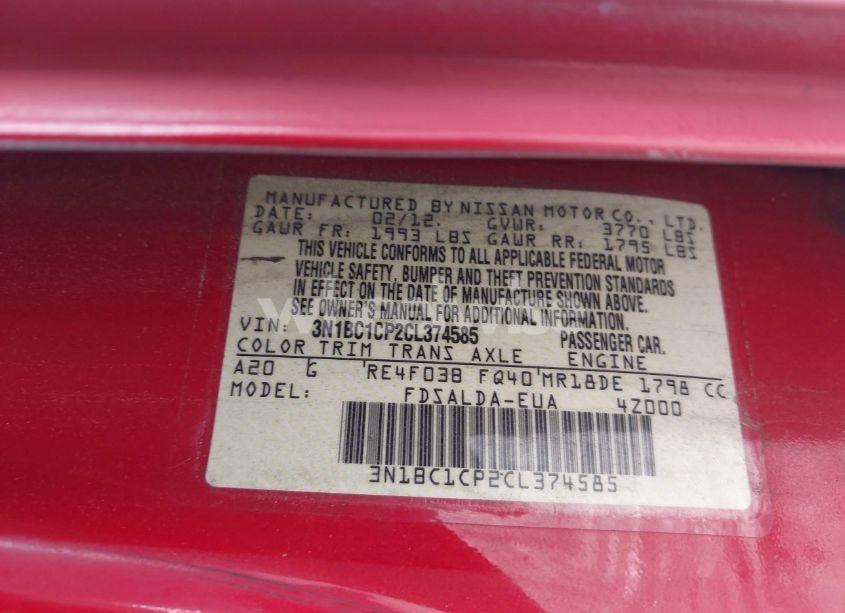 MANUFACTURED BY NISSAN MOTOR CO., LTD.
DATE: 02/12. GVWR: 3770 LBS
GAWR FR: 1993 LBS GAWR RR: 1795 LBS
THIS VEHICLE CONFORMS TO ALL APPLICABLE FEDERAL MOTOR
VEHICLE SAFETY, BUMPER AND THEFT PREVENTION STANDARDS
IN EFFECT ON THE DATE OF MANUFACTURE SHOWN ABOVE.
SEE OWNER'S MANUAL FOR ADDITIONAL INFORMATION.
VIN: 3N1BC1CP2CL374585 PASSENGER CAR.
COLOR TRIM TRANS AXLE ENGINE
A20 G RE4F03B FQ40 MR18DE 1798 CC
MODEL: FDSALDA-EUA 4Z000
3N1BC1CP2CL374585